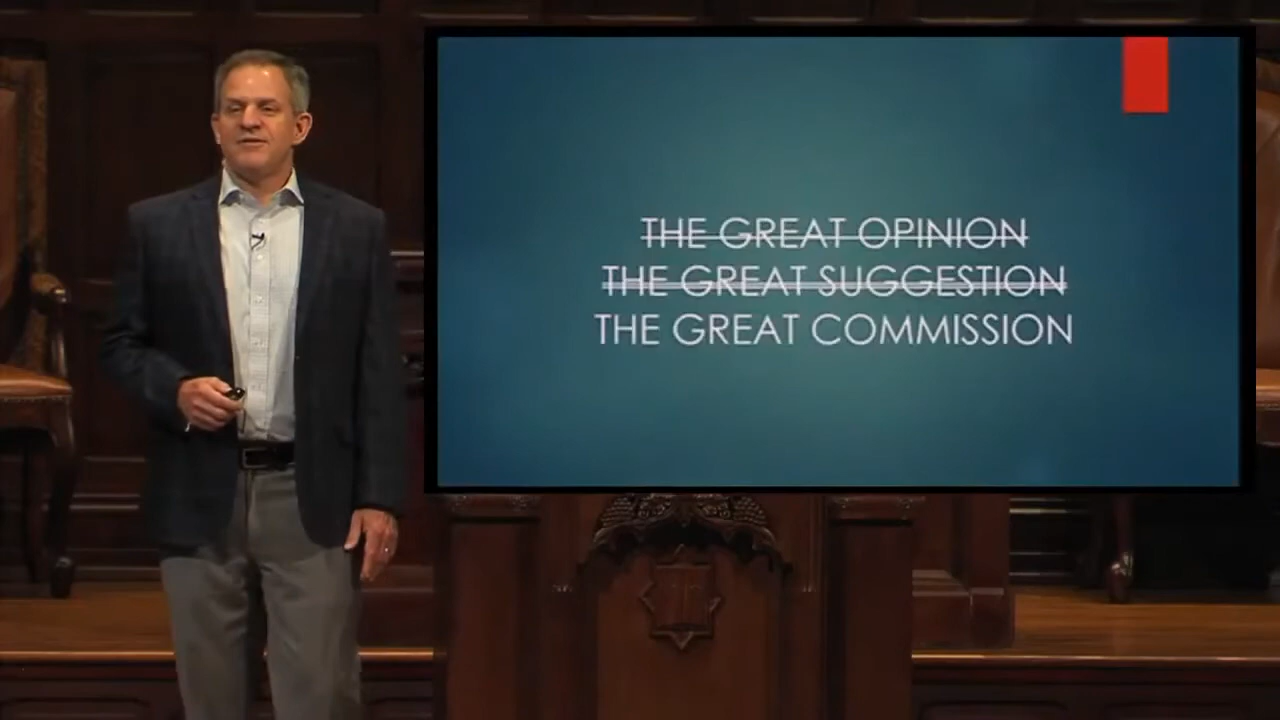 THE GREAT OPINION
THE GREAT SUGGESTION
THE GREAT COMMISSION